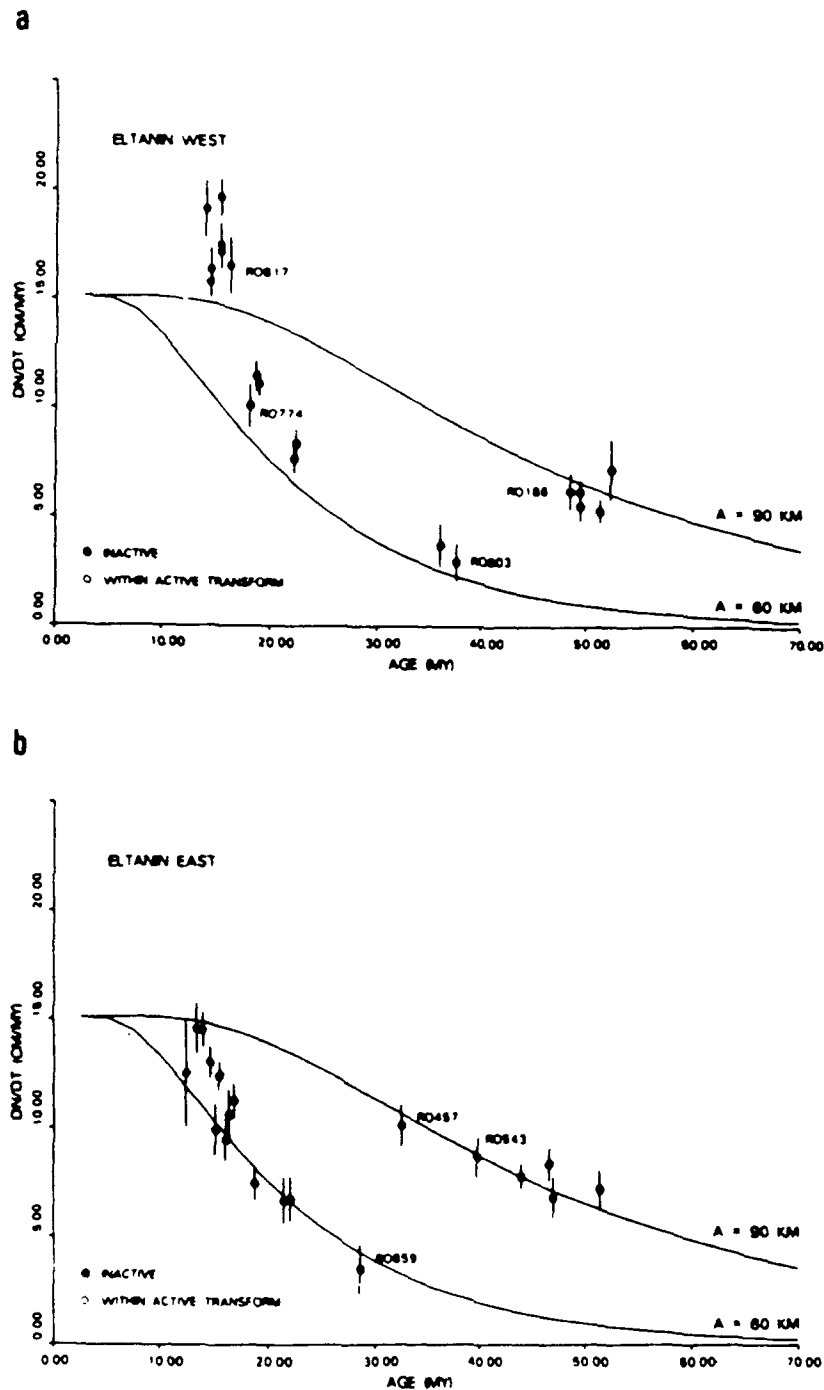 a
ELTANIN WEST
20.00
15.00
10.00
5.00
0.00
DN/DT (CM/MY)
RO817
RO774
RO186
RO803
A = 90 KM
A = 60 KM
INACTIVE
WITHIN ACTIVE TRANSFORM
0.00 10.00 20.00 30.00 40.00 50.00 60.00 70.00
AGE (MY)
b
ELTANIN EAST
20.00
15.00
10.00
5.00
0.00
DN/DT (CM/MY)
RO457
RO643
RO659
A = 90 KM
A = 60 KM
INACTIVE
WITHIN ACTIVE TRANSFORM
0.00 10.00 20.00 30.00 40.00 50.00 60.00 70.00
AGE (MY)